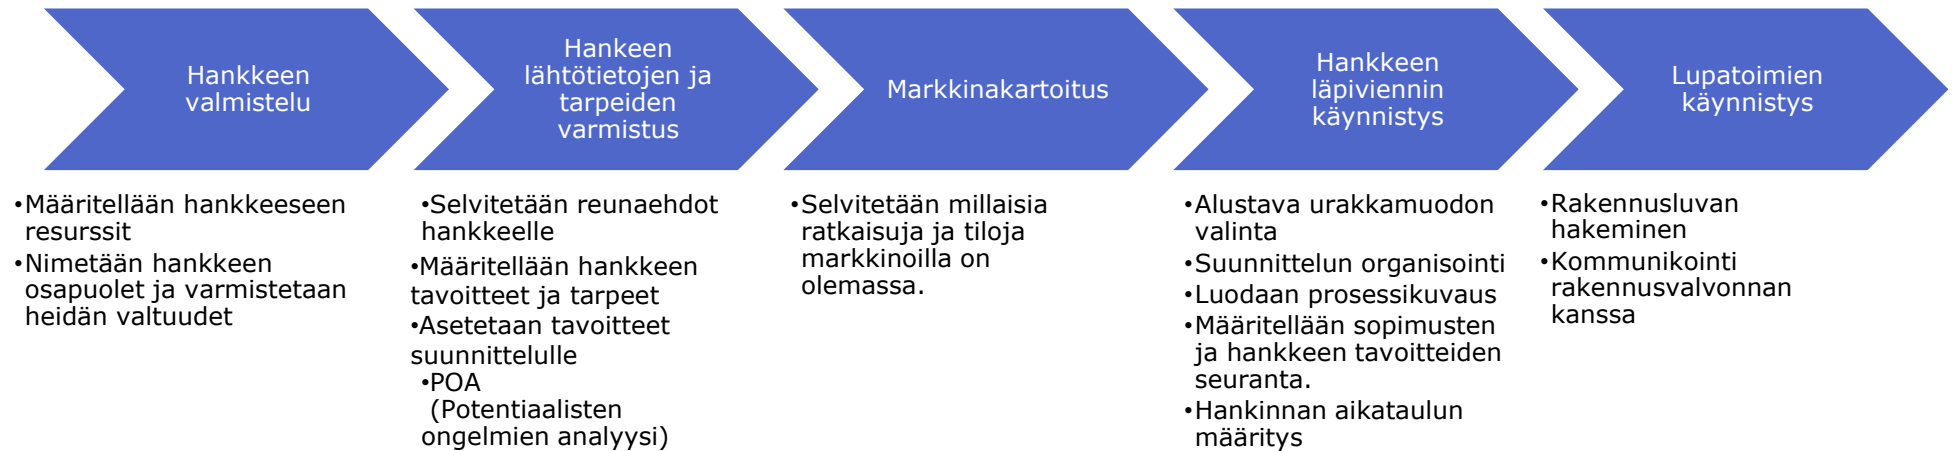 Hankkeen
valmistelu
•Määritellään hankkeeseen
resurssit
•Nimetään hankkeen
osapuolet ja varmistetaan
heidän valtuudet
Hankeen
lähtötietojen ja
tarpeiden
varmistus
•Selvitetään reunaehdot
hankkeelle
•Määritellään hankkeen
tavoitteet ja tarpeet
•Asetetaan tavoitteet
suunnittelulle
•POA
(Potentiaalisten
ongelmien analyysi)
Markkinakartoitus
•Selvitetään millaisia
ratkaisuja ja tiloja
markkinoilla on
olemassa.
Hankkeen
läpiviennin
käynnistys
•Alustava urakkamuodon
valinta
•Suunnittelun organisointi
•Luodaan prosessikuvaus
•Määritellään sopimusten
ja hankkeen tavoitteiden
seuranta.
•Hankinnan aikataulun
määritys
Lupatoimien
käynnistys
•Rakennusluvan
hakeminen
•Kommunikointi
rakennusvalvonnan
kanssa